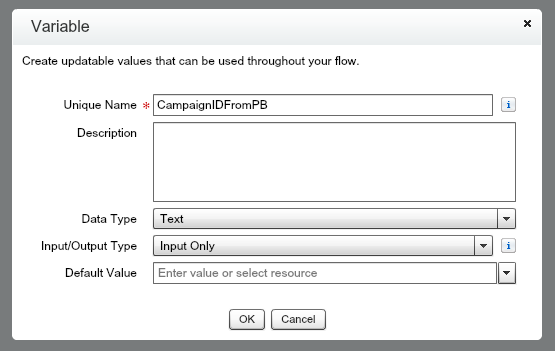 Variable
Create updatable values that can be used throughout your flow.
Unique Name * CampaignIDFromPB i
Description
Data Type Text
Input/Output Type Input Only i
Default Value Enter value or select resource
OK Cancel